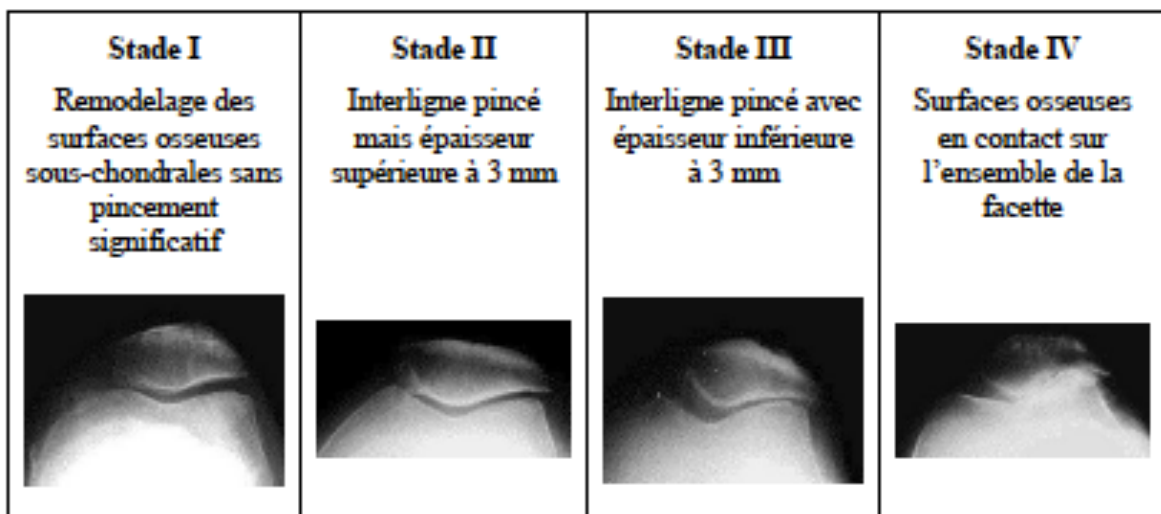 Stade I
Remodelage des
surfaces osseuses
sous-chondrales sans
pincement
significatif
Stade II
Interligne pincé
mais épaisseur
supérieure à 3 mm
Stade III
Interligne pincé avec
épaisseur inférieure
à 3 mm
Stade IV
Surfaces osseuses
en contact sur
l’ensemble de la
facette